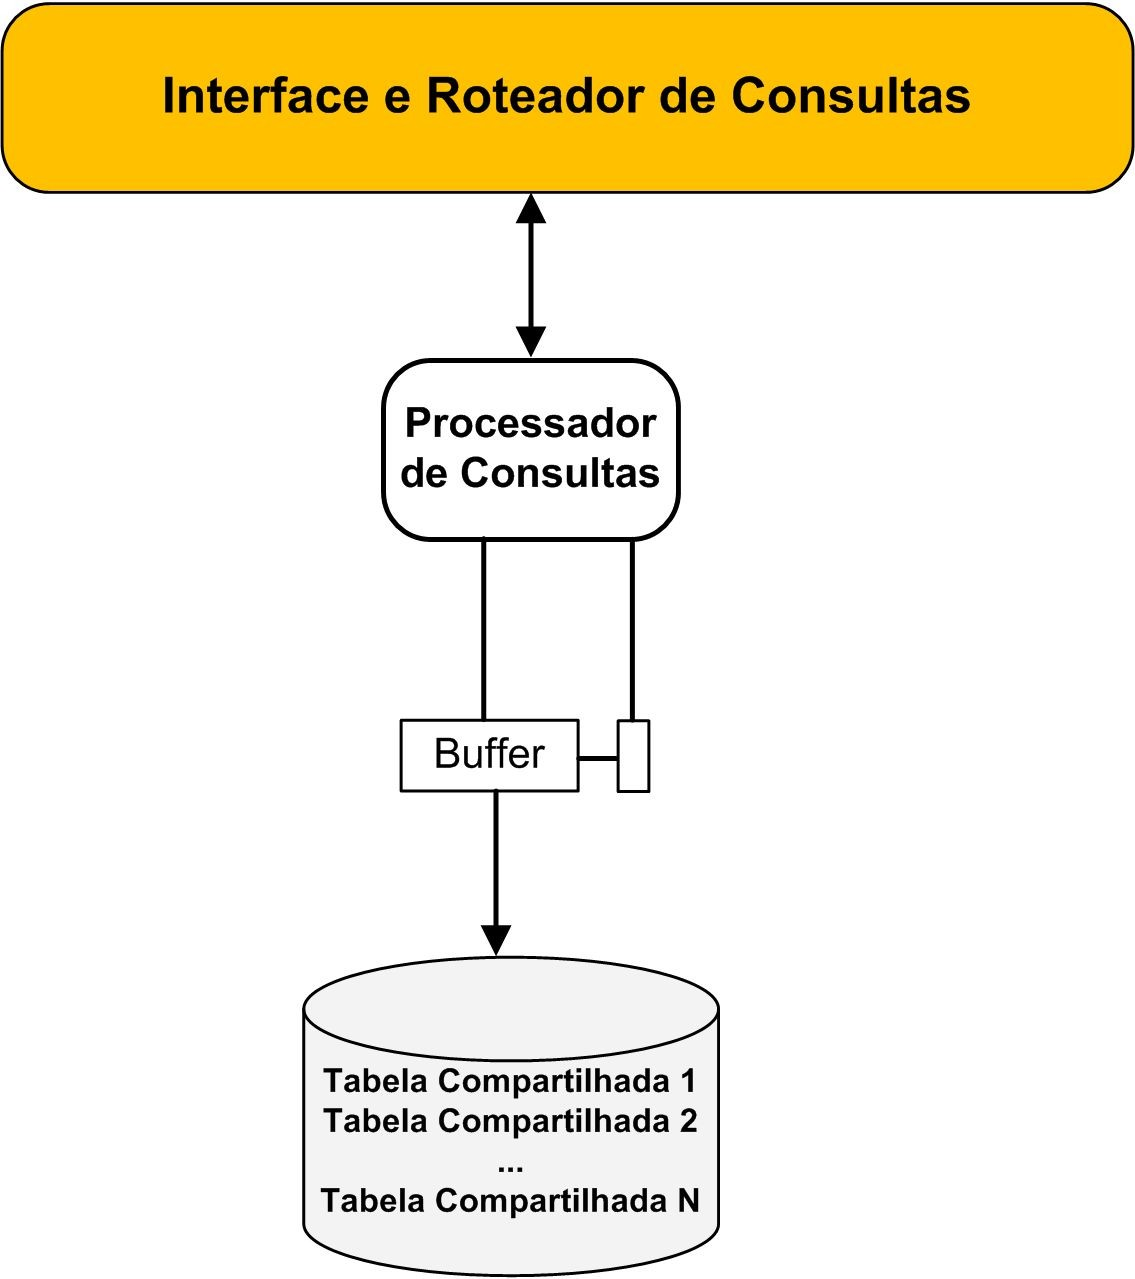 Interface e Roteador de Consultas
Processador
de Consultas
Buffer
Tabela Compartilhada 1
Tabela Compartilhada 2
...
Tabela Compartilhada N